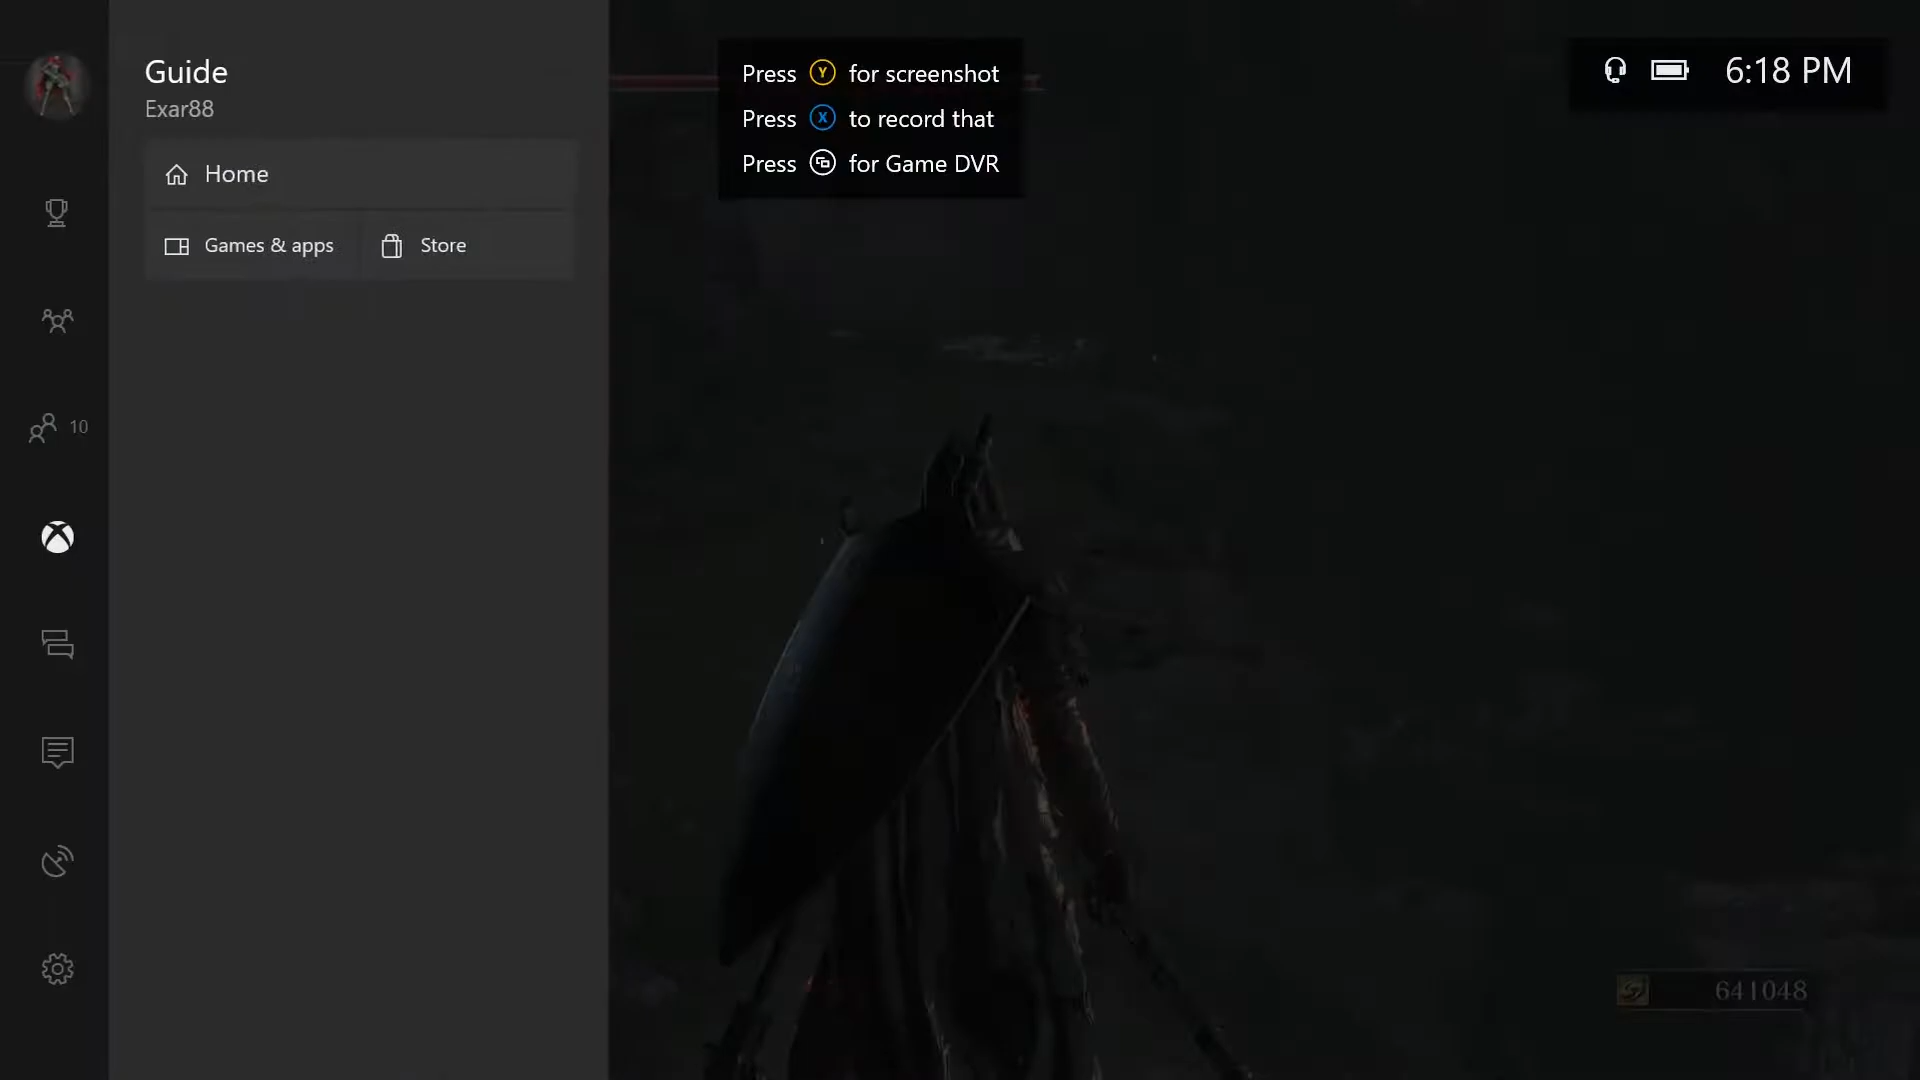 Guide
Exar88
Home
Games & apps
Store
10
Press Y for screenshot
Press X to record that
Press for Game DVR
6:18 PM
641048